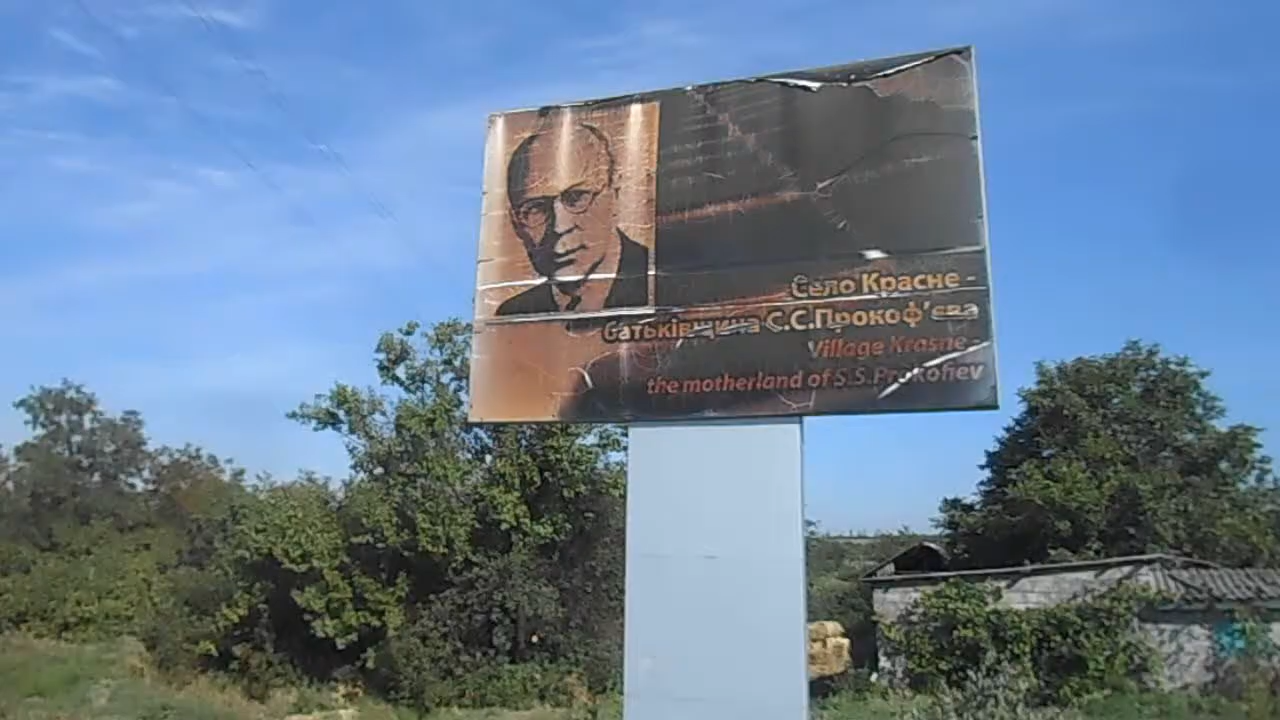 Село Красне -
батьківщина С.С.Прокоф'єва
Village Krasne -
the motherland of S.S.Prokofiev